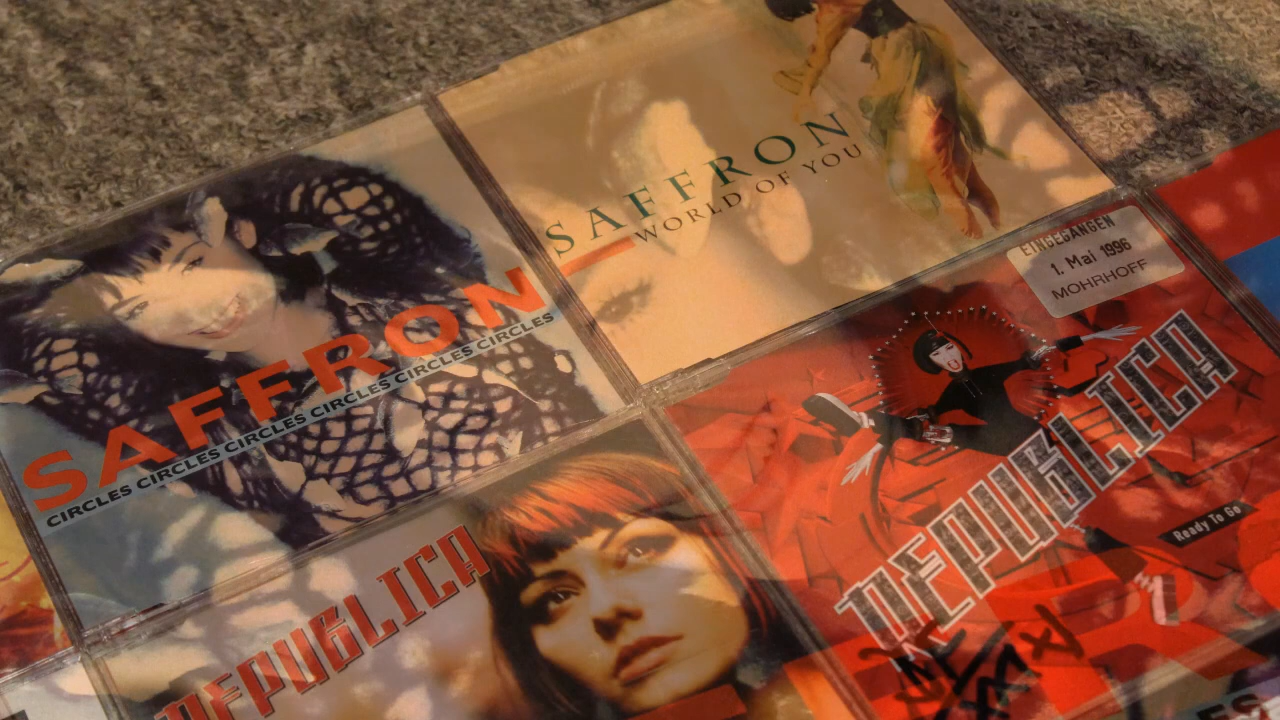 SAFFRON
WORLD OF YOU
SAFFRON
CIRCLES CIRCLES CIRCLES CIRCLES CIRCLES CIRCLES
EINGEGANGEN
1. Mai 1996
MOHRHOFF
REPUBLICA
Ready To Go
REPUBLICA